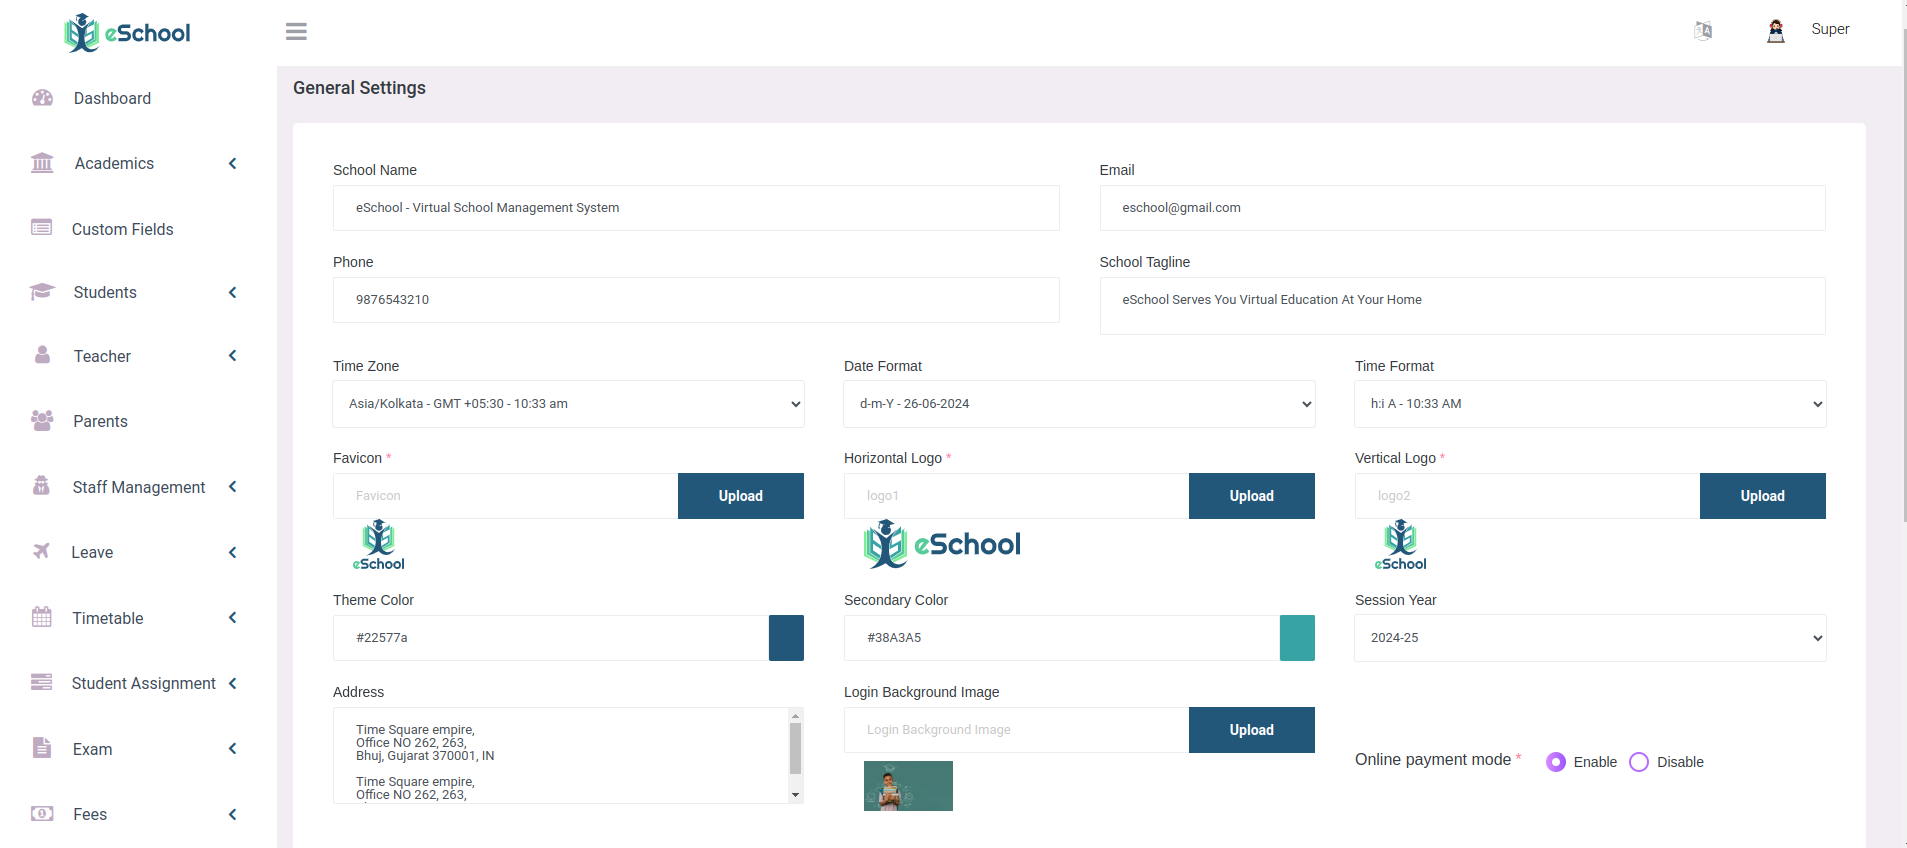 eSchool
Super
Dashboard
Academics
Custom Fields
Students
Teacher
Parents
Staff Management
Leave
Timetable
Student Assignment
Exam
Fees
General Settings
School Name
Email
eSchool - Virtual School Management System
eschool@gmail.com
Phone
School Tagline
9876543210
eSchool Serves You Virtual Education At Your Home
Time Zone
Date Format
Time Format
Asia/Kolkata - GMT +05:30 - 10:33 am
d-m-Y - 26-06-2024
h:i A - 10:33 AM
Favicon *
Horizontal Logo *
Vertical Logo *
Favicon
Upload
logo1
Upload
logo2
Upload
eSchool
eSchool
eSchool
Theme Color
Secondary Color
Session Year
#22577a
#38A3A5
2024-25
Address
Login Background Image
Time Square empire,
Office NO 262, 263,
Bhuj, Gujarat 370001, IN
Time Square empire,
Office NO 262, 263,
Login Background Image
Upload
Online payment mode *
Enable
Disable